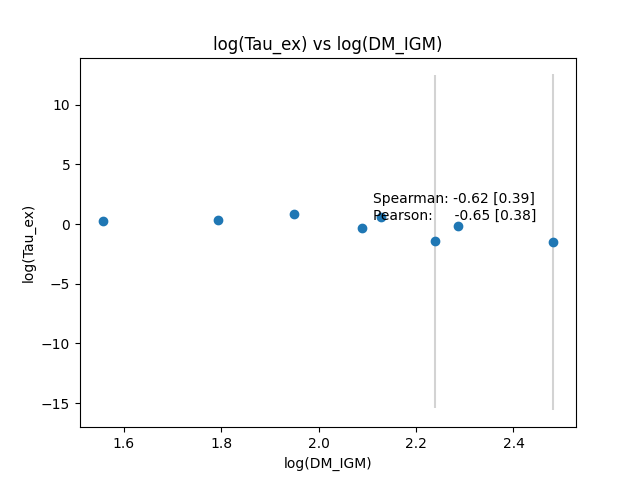 log(Tau_ex) vs log(DM_IGM)
10
5
0
−5
−10
−15
log(Tau_ex)
Spearman: -0.62 [0.39]
Pearson: -0.65 [0.38]
1.6 1.8 2.0 2.2 2.4
log(DM_IGM)